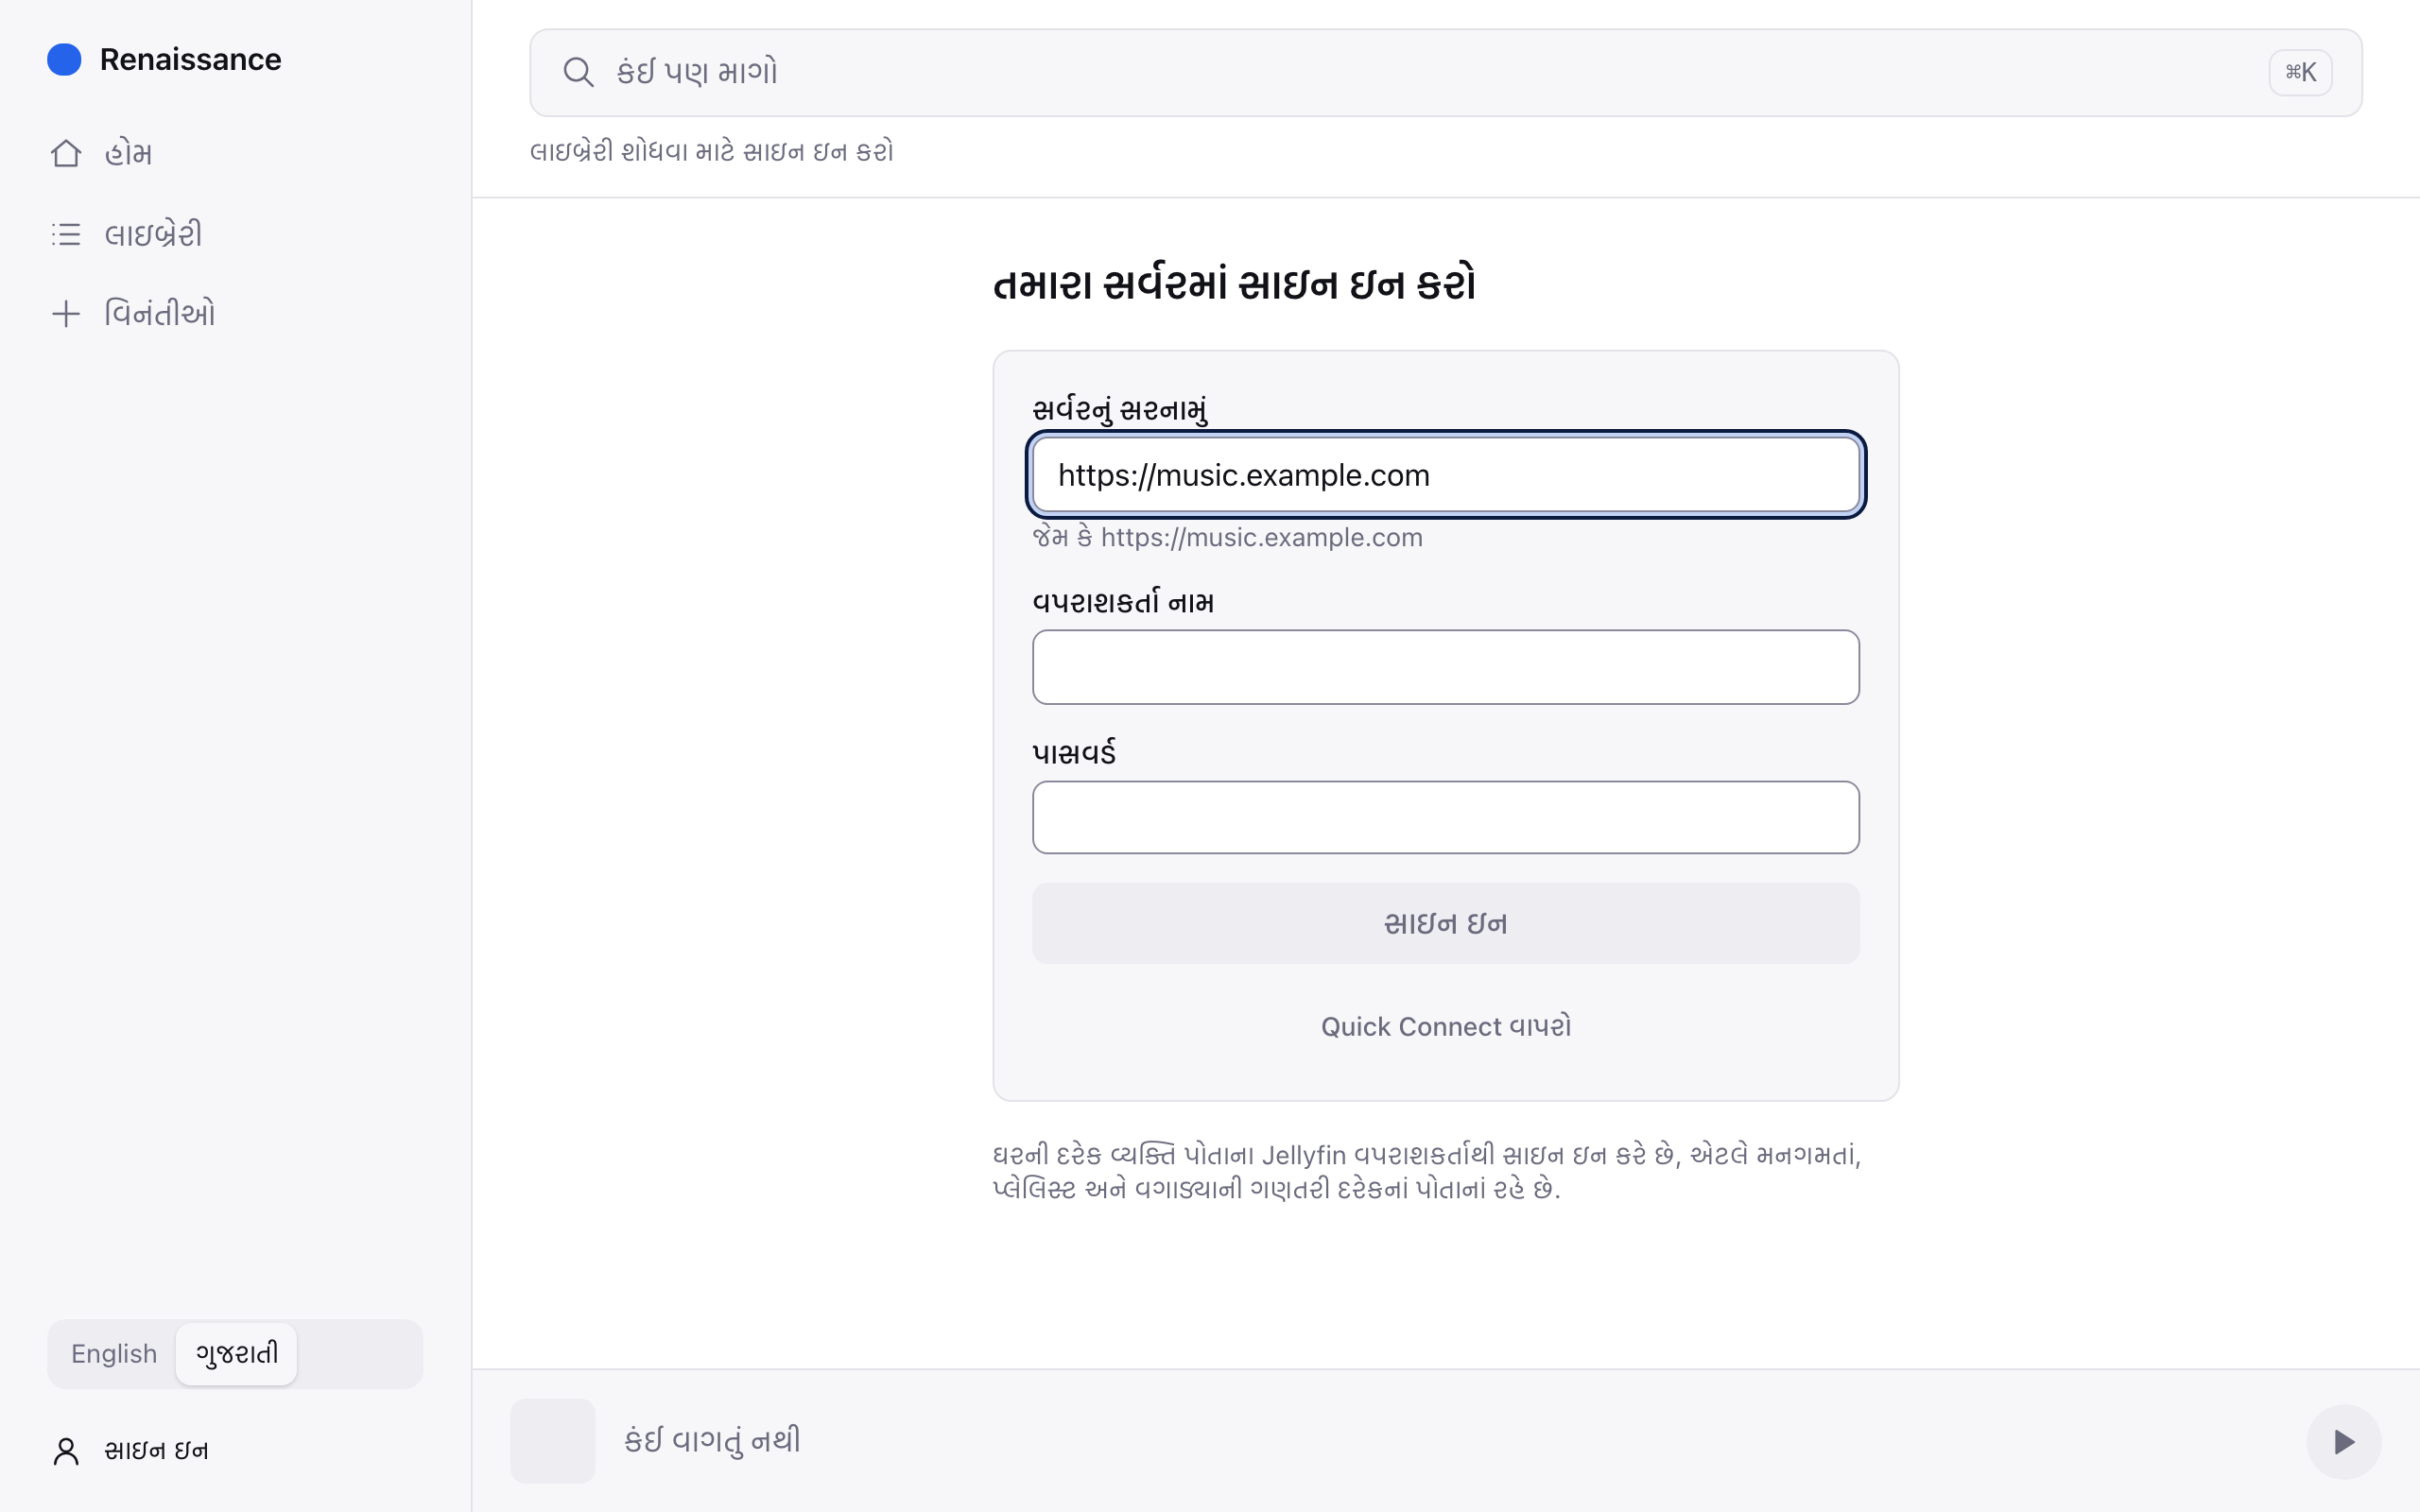 Renaissance
હોમ
લાઇબ્રેરી
વિનંતીઓ
English
ગુજરાતી
સાઇન ઇન
કંઈ પણ માગો
⌘K
લાઇબ્રેરી શોધવા માટે સાઇન ઇન કરો
તમારા સર્વરમાં સાઇન ઇન કરો
સર્વરનું સરનામું
https://music.example.com
જેમ કે https://music.example.com
વપરાશકર્તા નામ
પાસવર્ડ
સાઇન ઇન
Quick Connect વાપરો
ઘરની દરેક વ્યક્તિ પોતાના Jellyfin વપરાશકર્તાથી સાઇન ઇન કરે છે, એટલે મનગમતાં,
પ્લેલિસ્ટ અને વગાડ્યાની ગણતરી દરેકનાં પોતાનાં રહે છે.
કંઈ વાગતું નથી